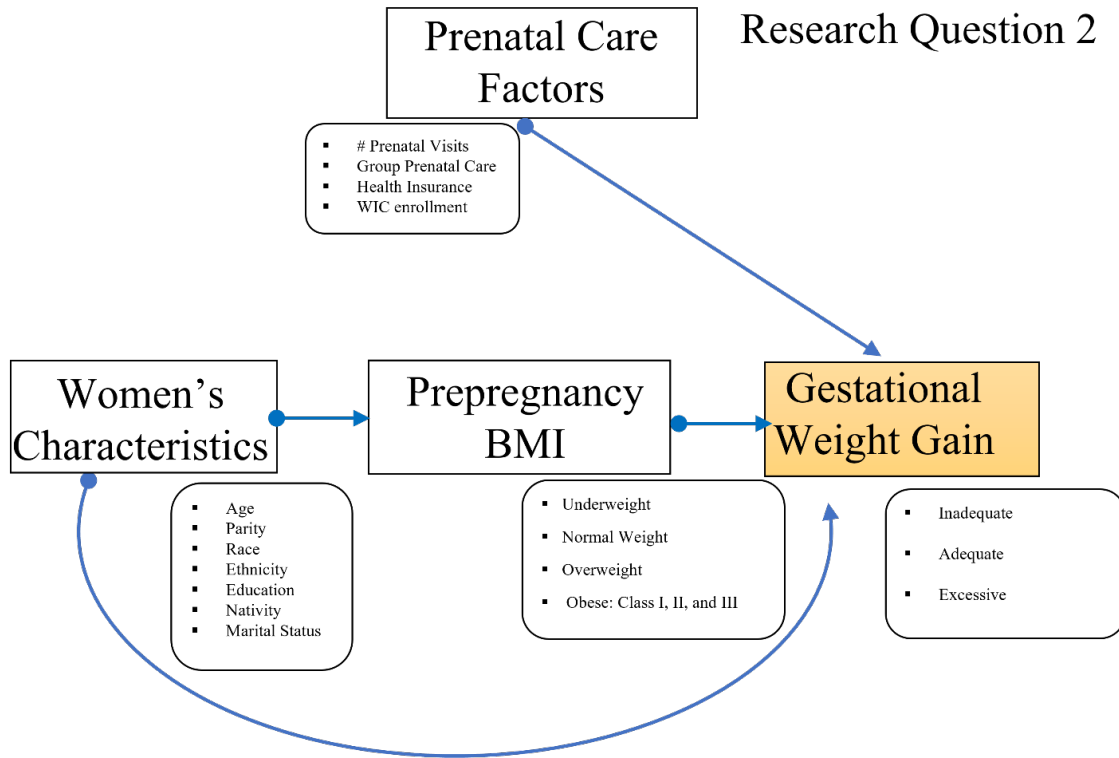 Prenatal Care
Factors
Research Question 2
▪ # Prenatal Visits
▪ Group Prenatal Care
▪ Health Insurance
▪ WIC enrollment
Women’s
Characteristics
Prepregnancy
BMI
Gestational
Weight Gain
▪ Age
▪ Parity
▪ Race
▪ Ethnicity
▪ Education
▪ Nativity
▪ Marital Status
▪ Underweight
▪ Normal Weight
▪ Overweight
▪ Obese: Class I, II, and III
▪ Inadequate
▪ Adequate
▪ Excessive